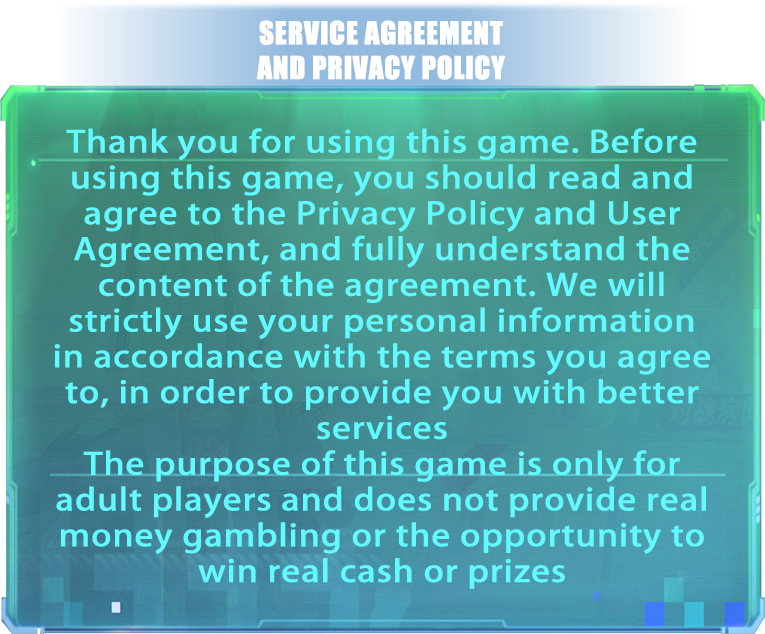 SERVICE AGREEMENT
AND PRIVACY POLICY
Thank you for using this game. Before
using this game, you should read and
agree to the Privacy Policy and User
Agreement, and fully understand the
content of the agreement. We will
strictly use your personal information
in accordance with the terms you agree
to, in order to provide you with better
services
The purpose of this game is only for
adult players and does not provide real
money gambling or the opportunity to
win real cash or prizes